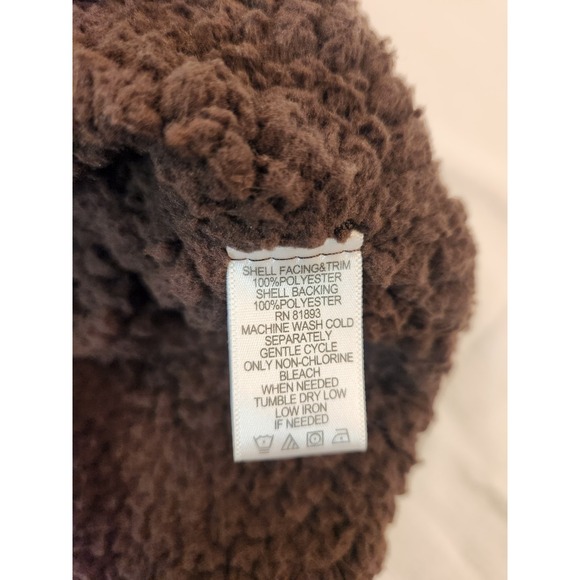 SHELL FACING&TRIM
100%POLYESTER
SHELL BACKING
100%POLYESTER
RN 81893
MACHINE WASH COLD
SEPARATELY
GENTLE CYCLE
ONLY NON-CHLORINE
BLEACH
WHEN NEEDED
TUMBLE DRY LOW
LOW IRON
IF NEEDED